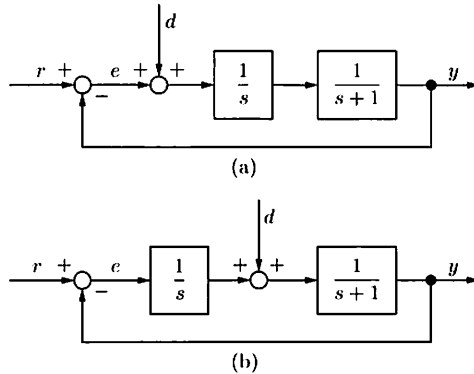 d
r + e + + 1 1 y
− s s + 1
(a)
d
r + e 1 + + 1 y
− s s + 1
(b)